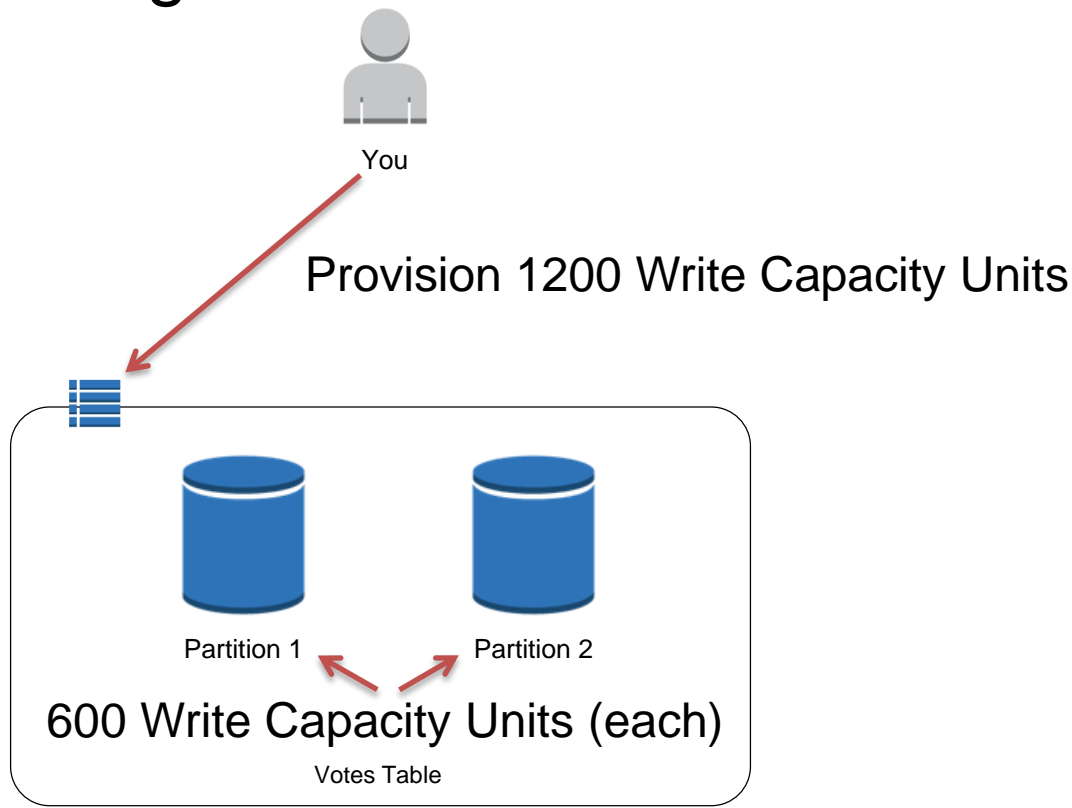 You
Provision 1200 Write Capacity Units
Partition 1
Partition 2
600 Write Capacity Units (each)
Votes Table